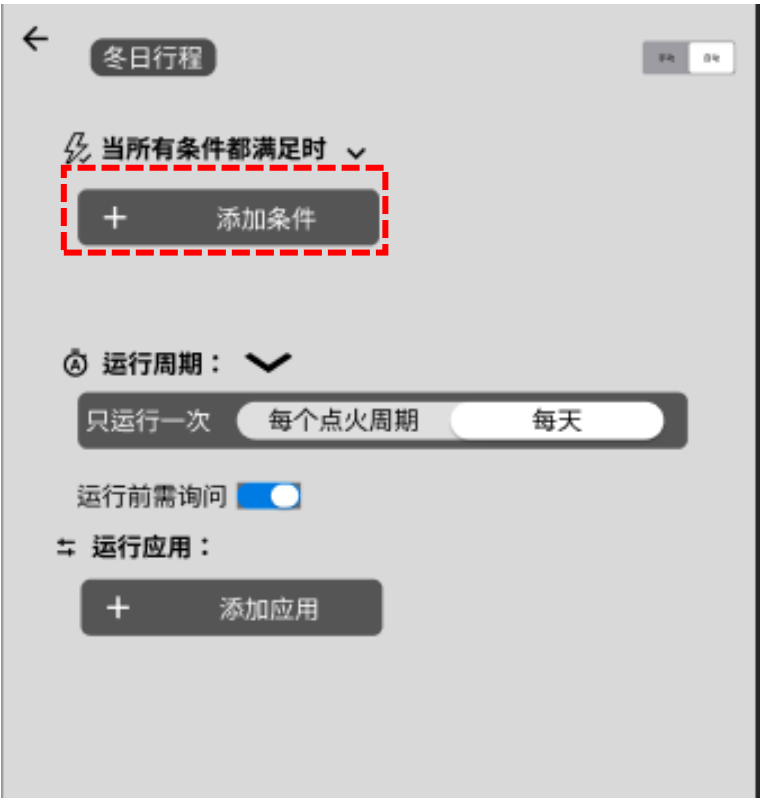 冬日行程
当所有条件都满足时
添加条件
运行周期：
只运行一次 每个点火周期 每天
运行前需询问
运行应用：
添加应用